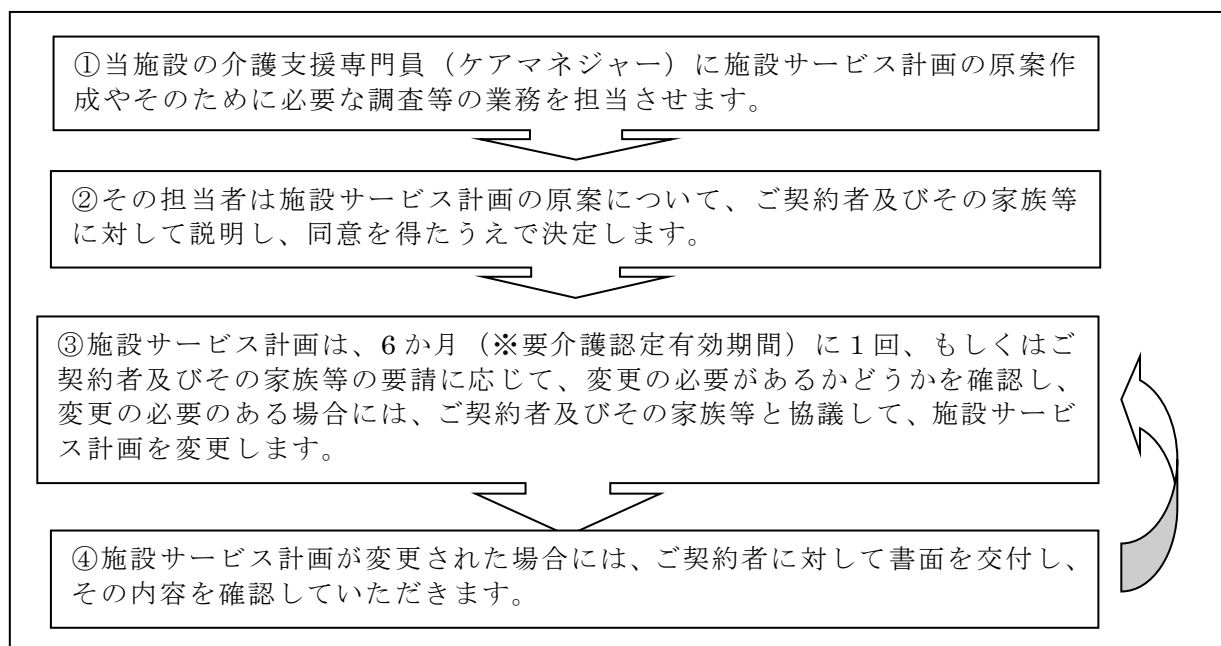 ①当施設の介護支援専門員（ケアマネジャー）に施設サービス計画の原案作
成やそのために必要な調査等の業務を担当させます。
②その担当者は施設サービス計画の原案について、ご契約者及びその家族等
に対して説明し、同意を得たうえで決定します。
③施設サービス計画は、6か月（※要介護認定有効期間）に1回、もしくはご
契約者及びその家族等の要請に応じて、変更の必要があるかどうかを確認し、
変更の必要のある場合には、ご契約者及びその家族等と協議して、施設サービ
ス計画を変更します。
④施設サービス計画が変更された場合には、ご契約者に対して書面を交付し、
その内容を確認していただきます。